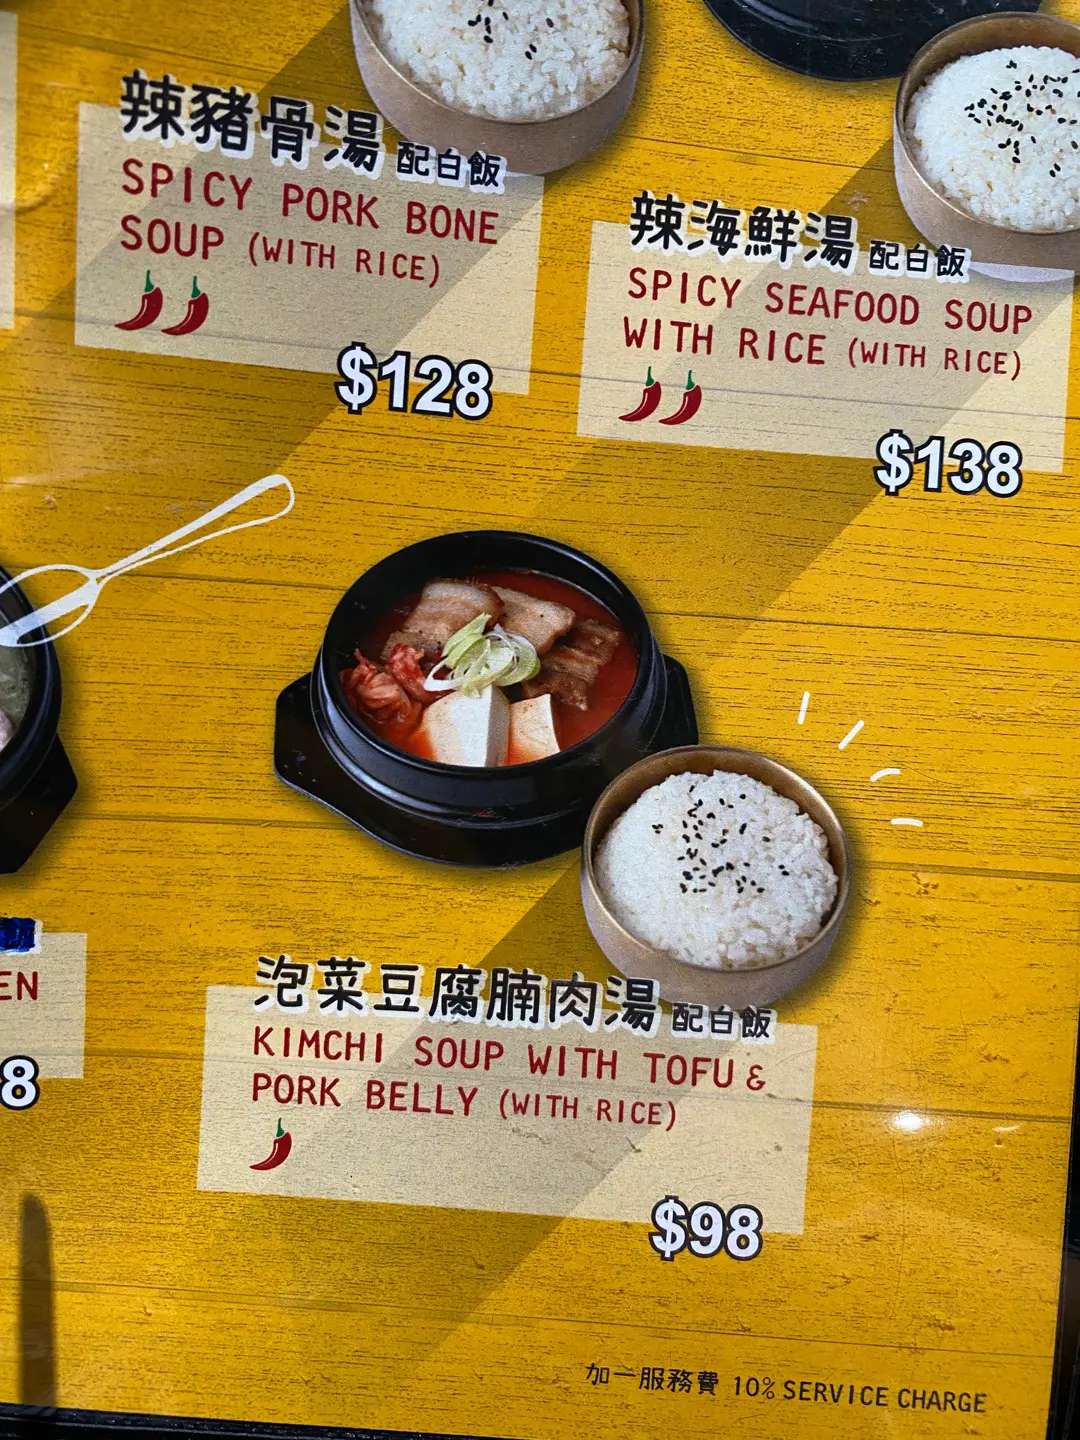 辣豬骨湯 配白飯
SPICY PORK BONE
SOUP (WITH RICE)
$128
辣海鮮湯 配白飯
SPICY SEAFOOD SOUP
WITH RICE (WITH RICE)
$138
EN
8
泡菜豆腐腩肉湯 配白飯
KIMCHI SOUP WITH TOFU &
PORK BELLY (WITH RICE)
$98
加一服務費 10% SERVICE CHARGE